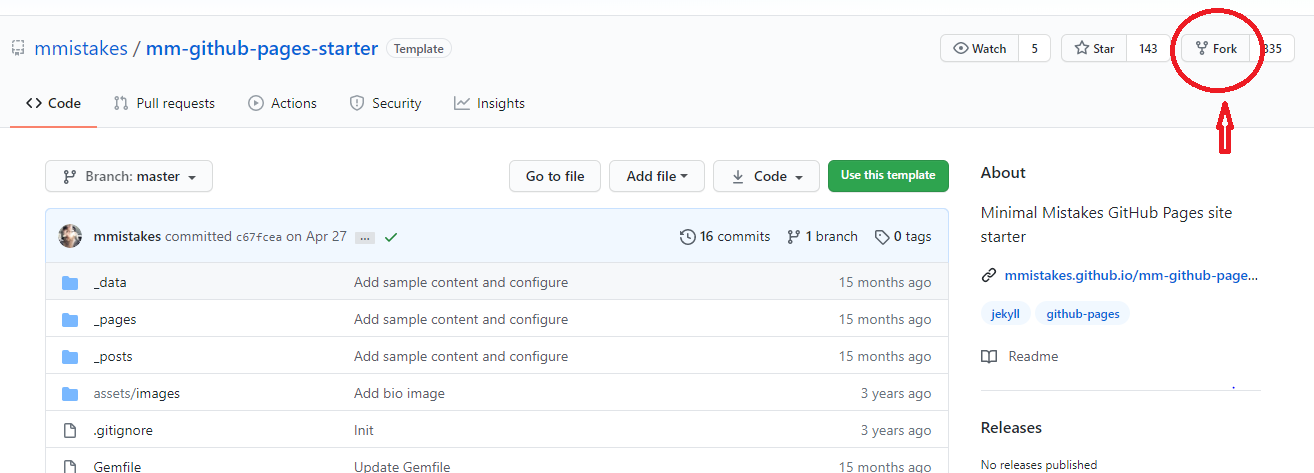 mmistakes / mm-github-pages-starter Template Watch 5 Star 143 Fork 335
Code Pull requests Actions Security Insights
Branch: master Go to file Add file Code Use this template
mmistakes committed c67fcea on Apr 27 ... 16 commits 1 branch 0 tags
_data Add sample content and configure 15 months ago
_pages Add sample content and configure 15 months ago
_posts Add sample content and configure 15 months ago
assets/images Add bio image 3 years ago
.gitignore Init 3 years ago
Gemfile Update Gemfile 15 months ago
About
Minimal Mistakes GitHub Pages site
starter
mmistakes.github.io/mm-github-page...
jekyll github-pages
Readme
Releases
No releases published